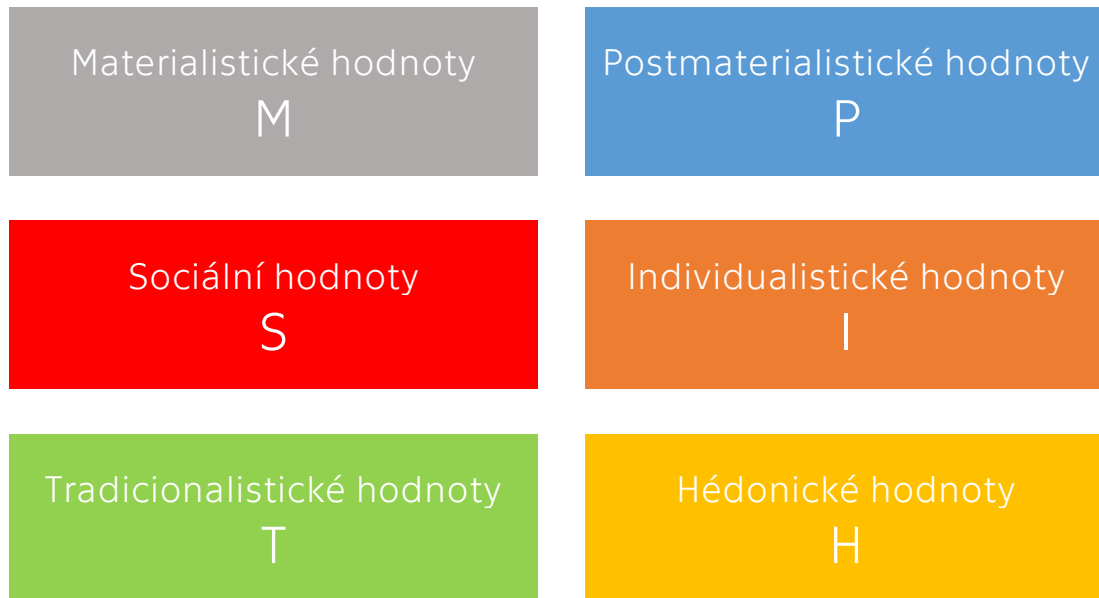 Materialistické hodnoty
M
Postmaterialistické hodnoty
P
Sociální hodnoty
S
Individualistické hodnoty
I
Tradicionalistické hodnoty
T
Hédonické hodnoty
H